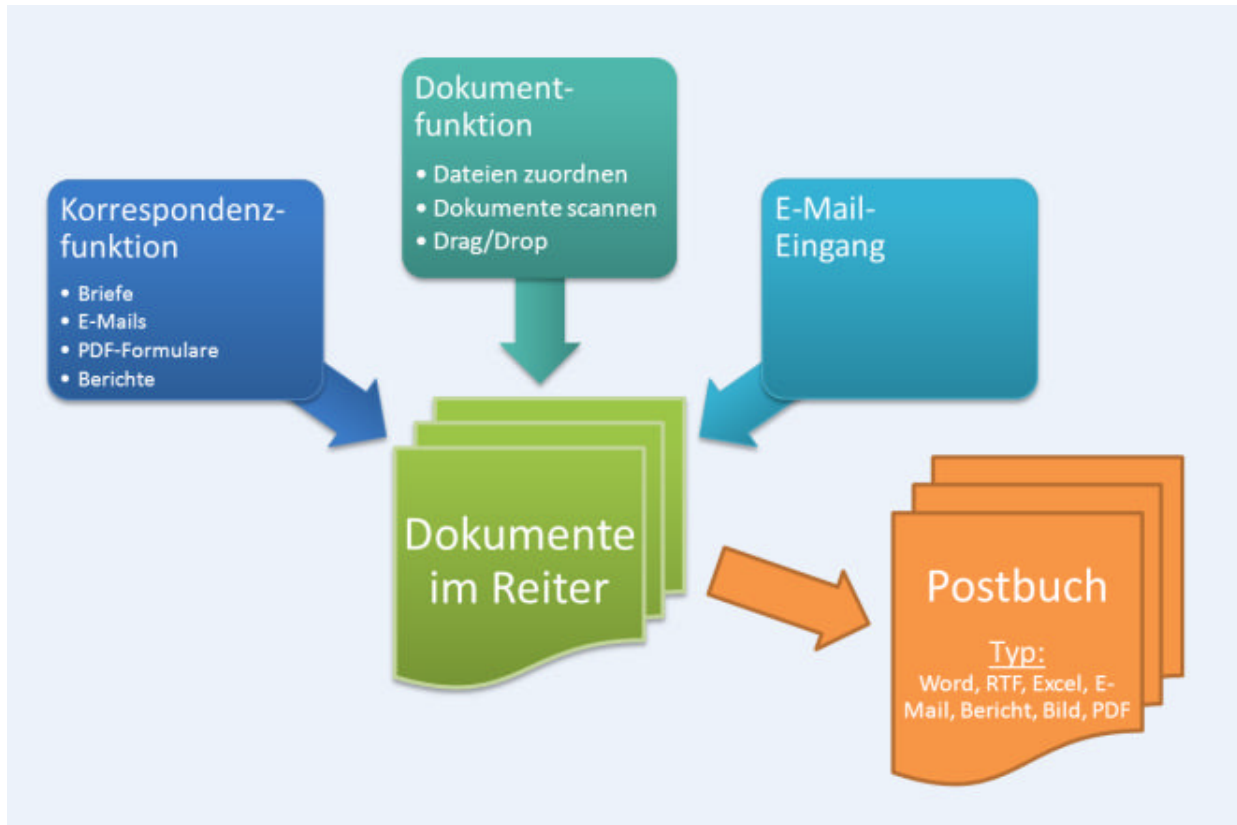 Dokument-
funktion
• Dateien zuordnen
• Dokumente scannen
• Drag/Drop
Korrespondenz-
funktion
• Briefe
• E-Mails
• PDF-Formulare
• Berichte
E-Mail-
Eingang
Dokumente
im Reiter
Postbuch
Typ:
Word, RTF, Excel, E-
Mail, Bericht, Bild, PDF